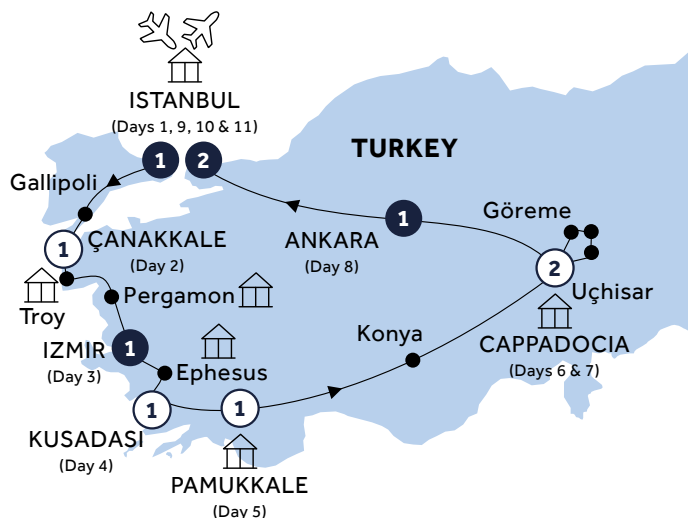 ISTANBUL
(Days 1, 9, 10 & 11)
1
2
TURKEY
Gallipoli
1
ÇANAKKALE
(Day 2)
Troy
Pergamon
IZMIR
(Day 3)
1
Ephesus
1
KUSADASI
(Day 4)
1
PAMUKKALE
(Day 5)
Konya
2
Göreme
Uçhisar
CAPPADOCIA
(Days 6 & 7)
1
ANKARA
(Day 8)